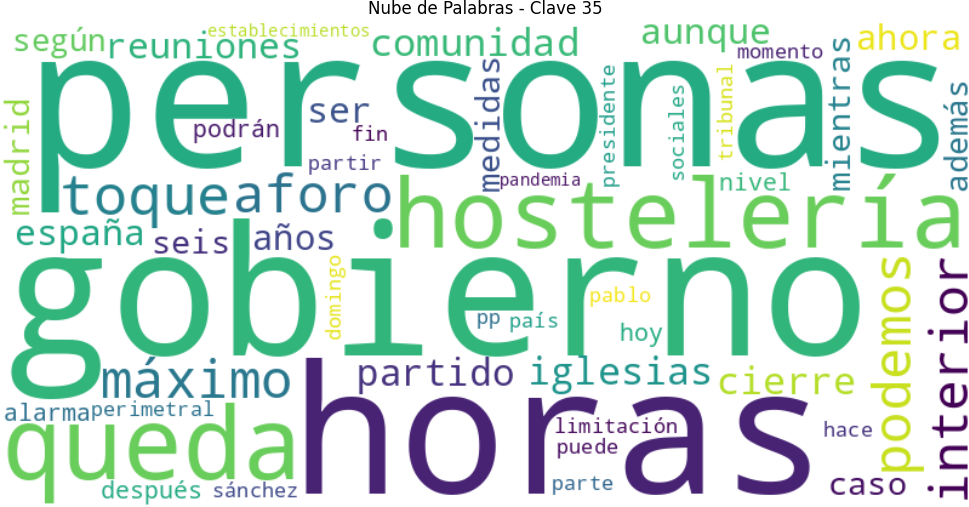 Nube de Palabras - Clave 35
según
reuniones
establecimientos
comunidad
aunque
momento
ahora
personas
madrid
podrán
ser
fin
partir
medidas
pandemia
presidente
sociales
tribunal
nivel
mientras
además
toque
aforo
hostelería
españa
seis
años
gobierno
domingo
pp
país
pablo
hoy
podemos
interior
máximo
partido
iglesias
cierre
alarma
perimetral
queda
horas
limitación
puede
hace
después
sánchez
parte
caso